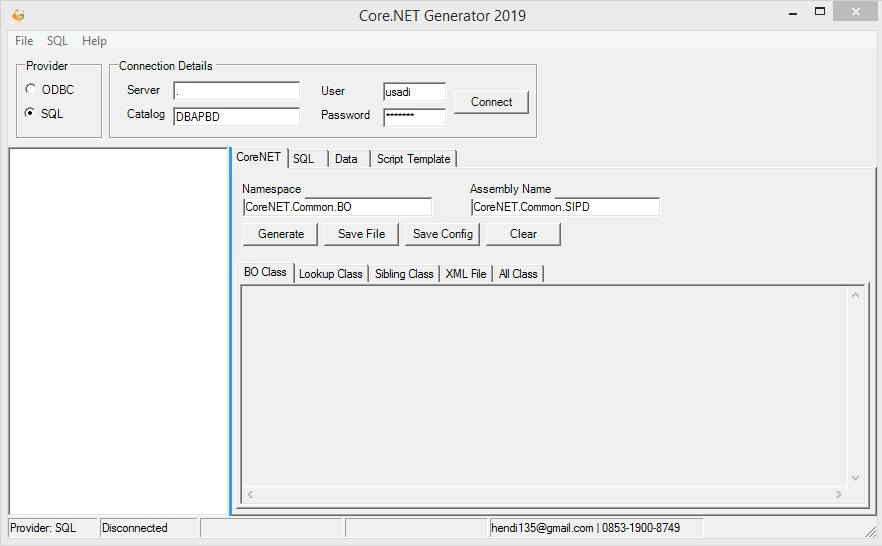 Core.NET Generator 2019
File SQL Help
Provider
ODBC
SQL
Connection Details
Server .
Catalog DBAPBD
User usadi
Password *******
Connect
CoreNET SQL Data Script Template
Namespace Assembly Name
CoreNET.Common.BO CoreNET.Common.SIPD
Generate Save File Save Config Clear
BO Class Lookup Class Sibling Class XML File All Class
Provider: SQL Disconnected hendi135@gmail.com | 0853-1900-8749